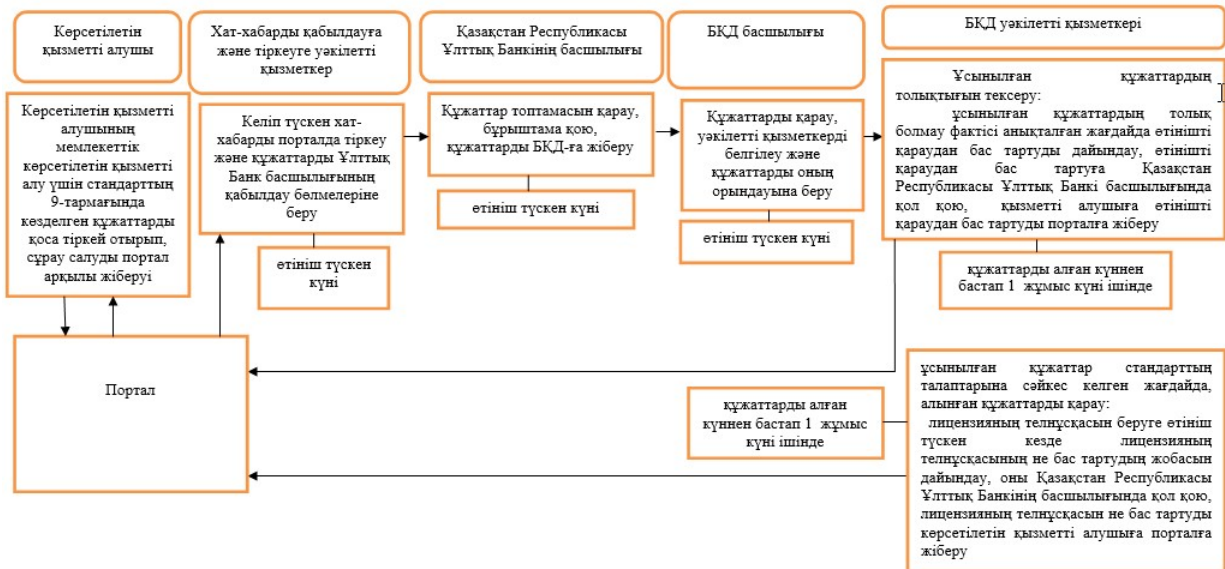 Көрсетілетін
қызметті алушы
Хат-хабарды қабылдауға
және тіркеуге уәкілетті
қызметкер
Қазақстан Республикасы
Ұлттық Банкінің басшылығы
БҚД басшылығы
БҚД уәкілетті қызметкері
Көрсетілетін қызметті
алушының
мемлекеттік
көрсетілетін қызметті
алу үшін стандарттың
9-тармағында
көзделген құжаттарды
қоса тіркей отырып,
сұрау салуды портал
арқылы жіберуі
Келіп түскен хат-
хабарды порталда тіркеу
және құжаттарды Ұлттық
Банк басшылығының
қабылдау бөлмелеріне
беру
өтініш түскен
күні
Құжаттар топтамасын қарау,
бұрыштама қою,
құжаттарды БҚД-ға жіберу
өтініш түскен күні
Құжаттарды қарау,
уәкілетті қызметкерді
белгілеу және
құжаттарды оның
орындауына беру
өтініш түскен күні
Ұсынылған құжаттардың
толықтығын тексеру:
ұсынылған құжаттардың толық
болмау фактісі анықталған жағдайда өтінішті
қараудан бас тартуды дайындау, өтінішті
қараудан бас тартуға Қазақстан
Республикасы Ұлттық Банкі басшылығында
қол қою, қызметті алушыға өтінішті
қараудан бас тартуды порталға жіберу
құжаттарды алған күннен
бастап 1 жұмыс күні ішінде
Портал
құжаттарды алған
күннен бастап 1 жұмыс
күні ішінде
ұсынылған құжаттар стандарттың
талаптарына сәйкес келген жағдайда,
алынған құжаттарды қарау:
лицензияның телнұсқасын беруге өтініш
түскен кезде лицензияның
телнұсқасының не бас тартудың жобасын
дайындау, оны Қазақстан Республикасы
Ұлттық Банкінің басшылығында қол қою,
лицензияның телнұсқасын не бас тартуды
көрсетілетін қызметті алушыға порталға
жіберу